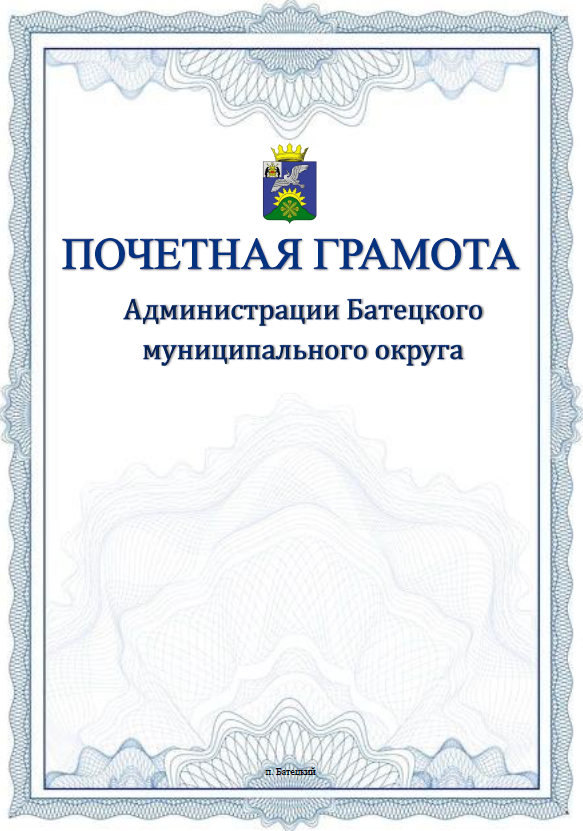 ПОЧЕТНАЯ ГРАМОТА
Администрации Батецкого
муниципального округа
п. Батецкий